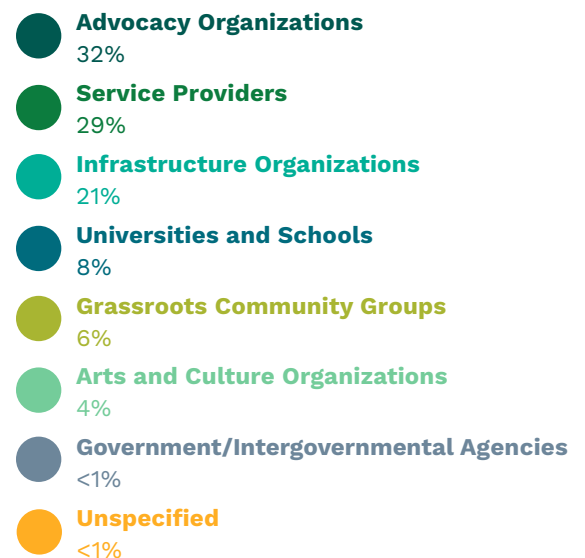 Advocacy Organizations
32%
Service Providers
29%
Infrastructure Organizations
21%
Universities and Schools
8%
Grassroots Community Groups
6%
Arts and Culture Organizations
4%
Government/Intergovernmental Agencies
<1%
Unspecified
<1%